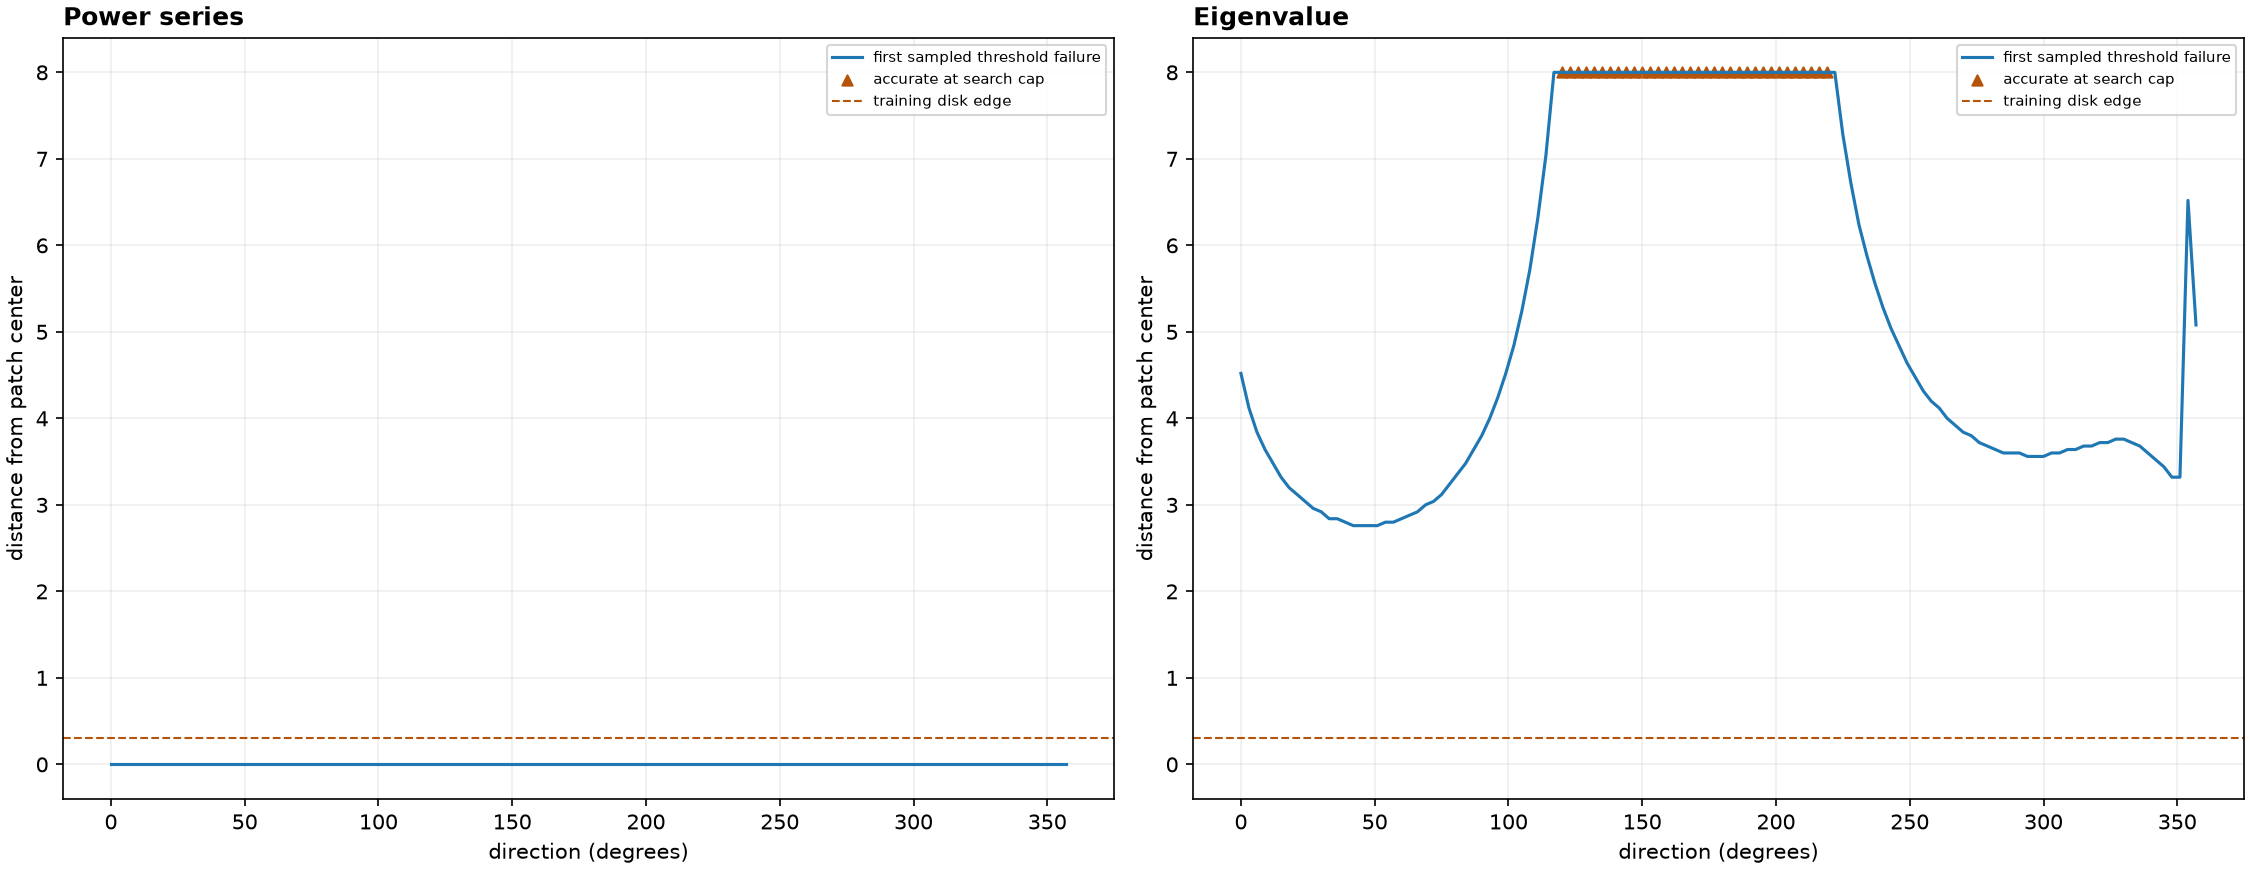 Power series
first sampled threshold failure
accurate at search cap
training disk edge
distance from patch center
8
7
6
5
4
3
2
1
0
0
50
100
150
200
250
300
350
direction (degrees)
Eigenvalue
first sampled threshold failure
accurate at search cap
training disk edge
distance from patch center
8
7
6
5
4
3
2
1
0
0
50
100
150
200
250
300
350
direction (degrees)